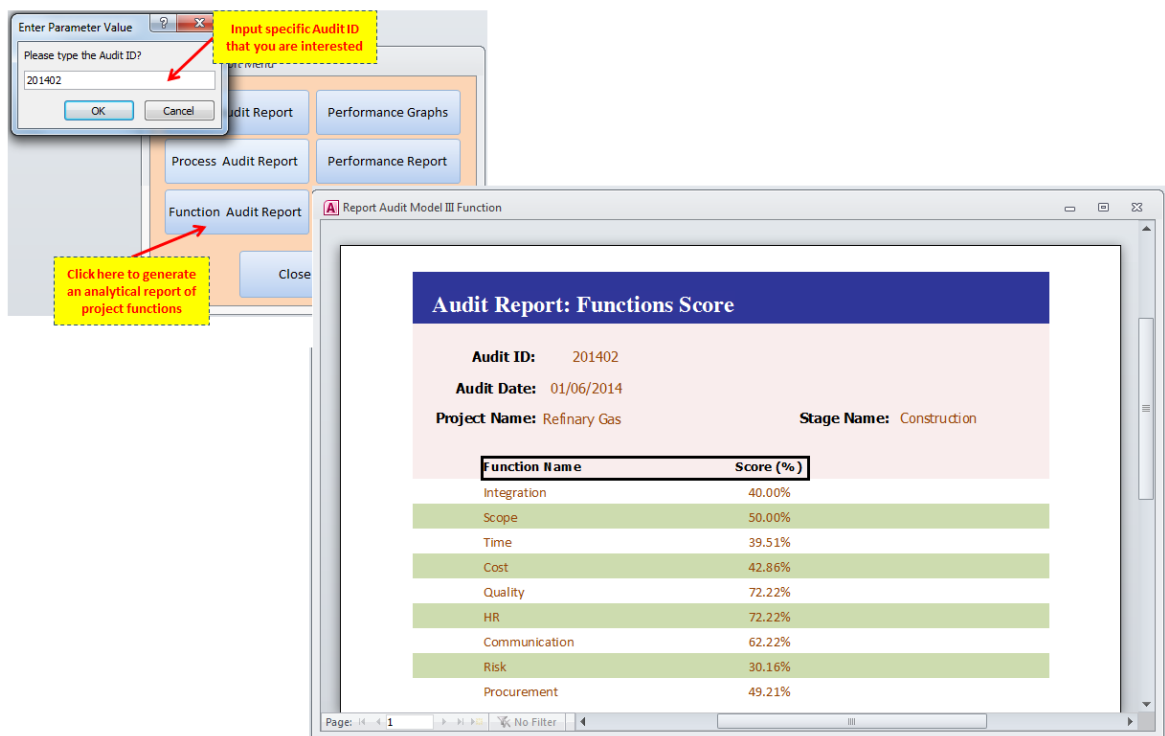 Enter Parameter Value
Please type the Audit ID?
201402
OK Cancel
Input specific Audit ID
that you are interested
Menu
Audit Report Performance Graphs
Process Audit Report Performance Report
Function Audit Report
Close
Click here to generate
an analytical report of
project functions
Report Audit Model III Function
Audit Report: Functions Score
Audit ID: 201402
Audit Date: 01/06/2014
Project Name: Refinary Gas Stage Name: Construction
Function Name Score (%)
Integration 40.00%
Scope 50.00%
Time 39.51%
Cost 42.86%
Quality 72.22%
HR 72.22%
Communication 62.22%
Risk 30.16%
Procurement 49.21%
Page: 1 No Filter